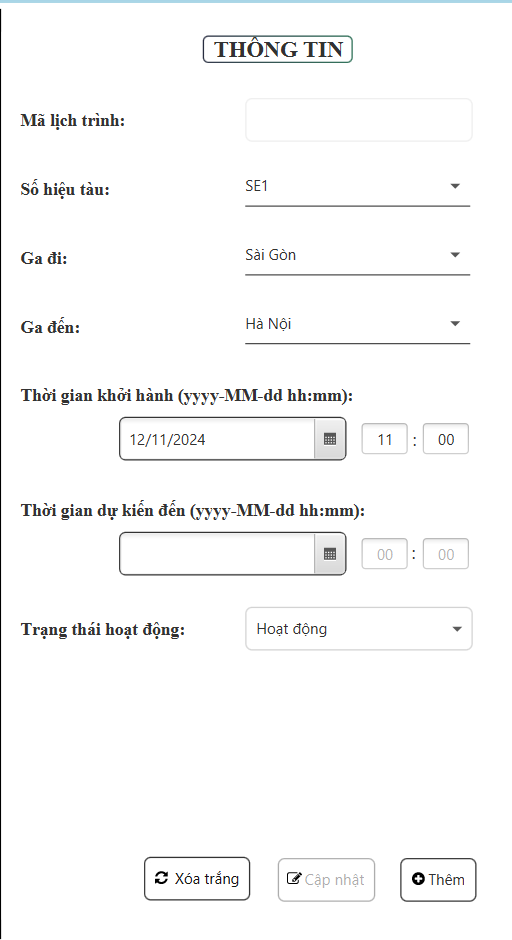 THÔNG TIN
Mã lịch trình:
Số hiệu tàu: SE1
Ga đi: Sài Gòn
Ga đến: Hà Nội
Thời gian khởi hành (yyyy-MM-dd hh:mm):
12/11/2024 11 : 00
Thời gian dự kiến đến (yyyy-MM-dd hh:mm):
00 : 00
Trạng thái hoạt động: Hoạt động
Xóa trắng Cập nhật Thêm